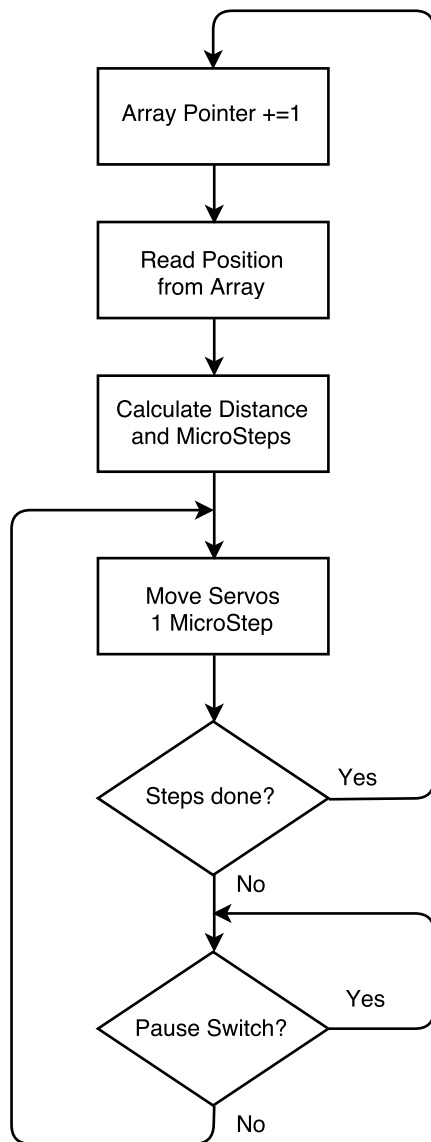 Array Pointer +=1
Read Position
from Array
Calculate Distance
and MicroSteps
Move Servos
1 MicroStep
Steps done?
Yes
No
Pause Switch?
Yes
No